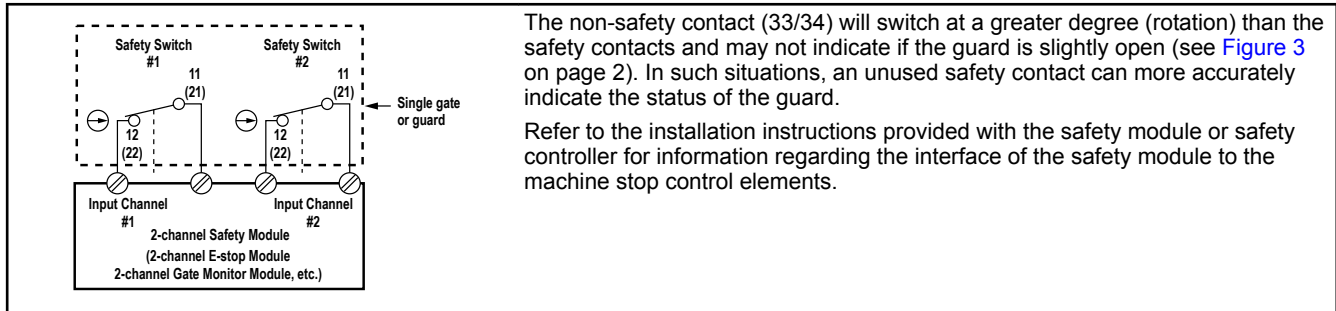 Safety Switch
#1
Safety Switch
#2
11
(21)
11
(21)
12
(22)
12
(22)
Single gate
or guard
Input Channel
#1
Input Channel
#2
2-channel Safety Module
(2-channel E-stop Module
2-channel Gate Monitor Module, etc.)
The non-safety contact (33/34) will switch at a greater degree (rotation) than the
safety contacts and may not indicate if the guard is slightly open (see Figure 3
on page 2). In such situations, an unused safety contact can more accurately
indicate the status of the guard.
Refer to the installation instructions provided with the safety module or safety
controller for information regarding the interface of the safety module to the
machine stop control elements.